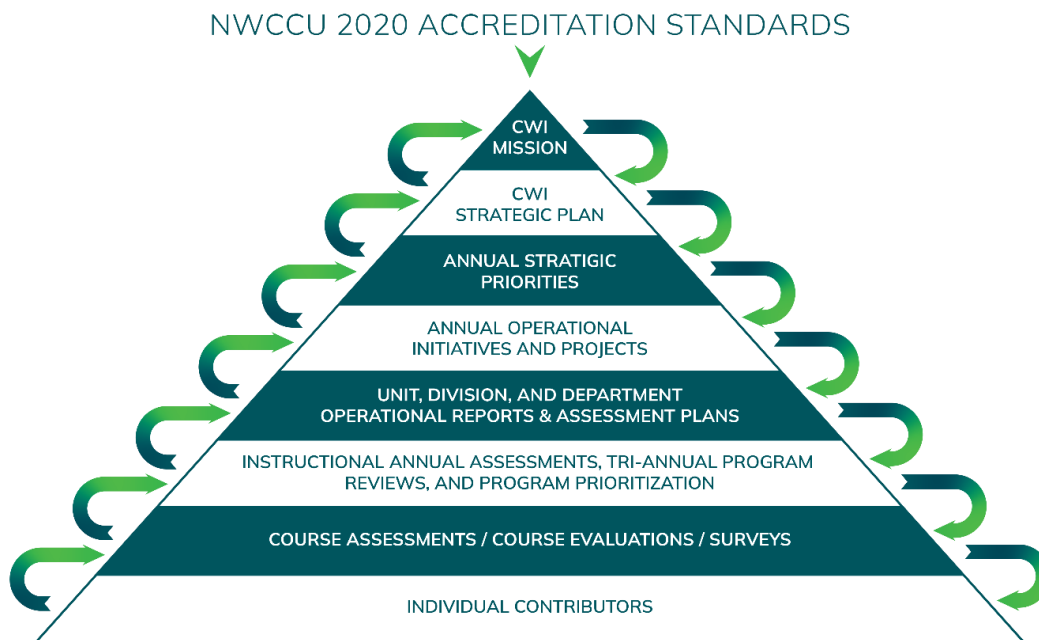 NWCCU 2020 ACCREDITATION STANDARDS
CWI
MISSION
CWI
STRATEGIC PLAN
ANNUAL STRATIGIC
PRIORITIES
ANNUAL OPERATIONAL
INITIATIVES AND PROJECTS
UNIT, DIVISION, AND DEPARTMENT
OPERATIONAL REPORTS & ASSESSMENT PLANS
INSTRUCTIONAL ANNUAL ASSESSMENTS, TRI-ANNUAL PROGRAM
REVIEWS, AND PROGRAM PRIORITIZATION
COURSE ASSESSMENTS / COURSE EVALUATIONS / SURVEYS
INDIVIDUAL CONTRIBUTORS